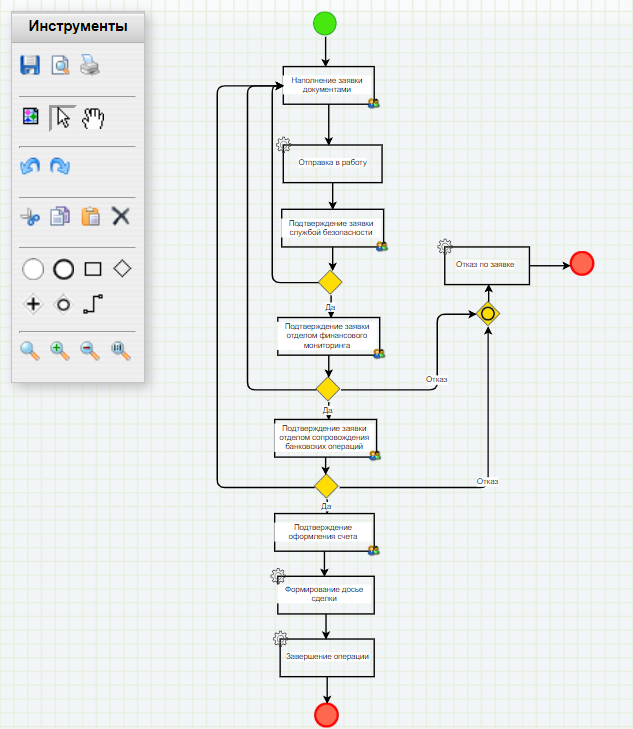 Инструменты
Наполнение заявки
документами
Отправка в работу
Подтверждение заявки
службой безопасности
Отказ по заявке
Да
Подтверждение заявки
отделом финансового
мониторинга
Отказ
Да
Подтверждение заявки
отделом сопровождения
банковских операций
Отказ
Да
Подтверждение
оформления счета
Формирование досье
сделки
Завершение операции